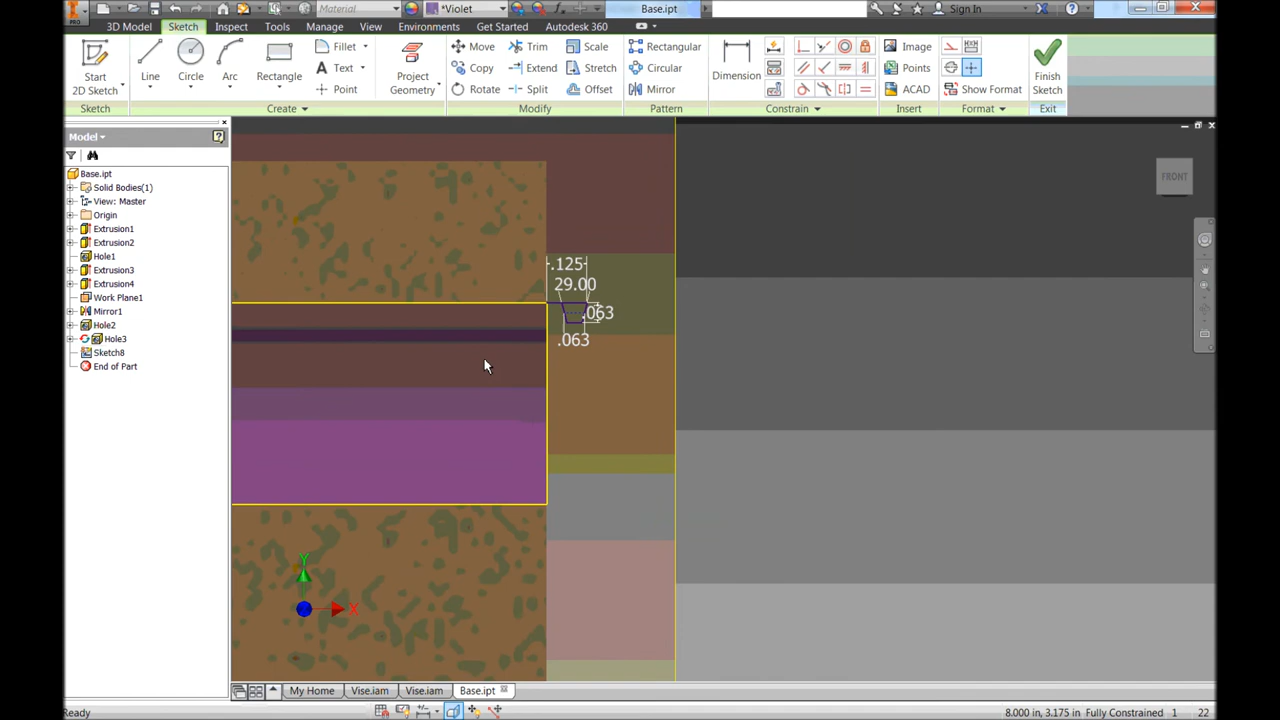 PRO
Material
*Violet
Base.ipt
Sign In
3D Model
Sketch
Inspect
Tools
Manage
View
Environments
Get Started
Autodesk 360
Start
2D Sketch
Line
Circle
Arc
Rectangle
Fillet
Text
Point
Project
Geometry
Move
Copy
Rotate
Trim
Extend
Split
Scale
Stretch
Offset
Rectangular
Circular
Mirror
Dimension
Image
Points
ACAD
Show Format
Finish
Sketch
Sketch
Create
Modify
Pattern
Constrain
Insert
Format
Exit
Model
Base.ipt
Solid Bodies(1)
View: Master
Origin
Extrusion1
Extrusion2
Hole1
Extrusion3
Extrusion4
Work Plane1
Mirror1
Hole2
Hole3
Sketch8
End of Part
FRONT
.125
29.00
.063
.063
Y
X
My Home
Vise.iam
Vise.iam
Base.ipt
Ready
8.000 in, 3.175 in Fully Constrained 1 22